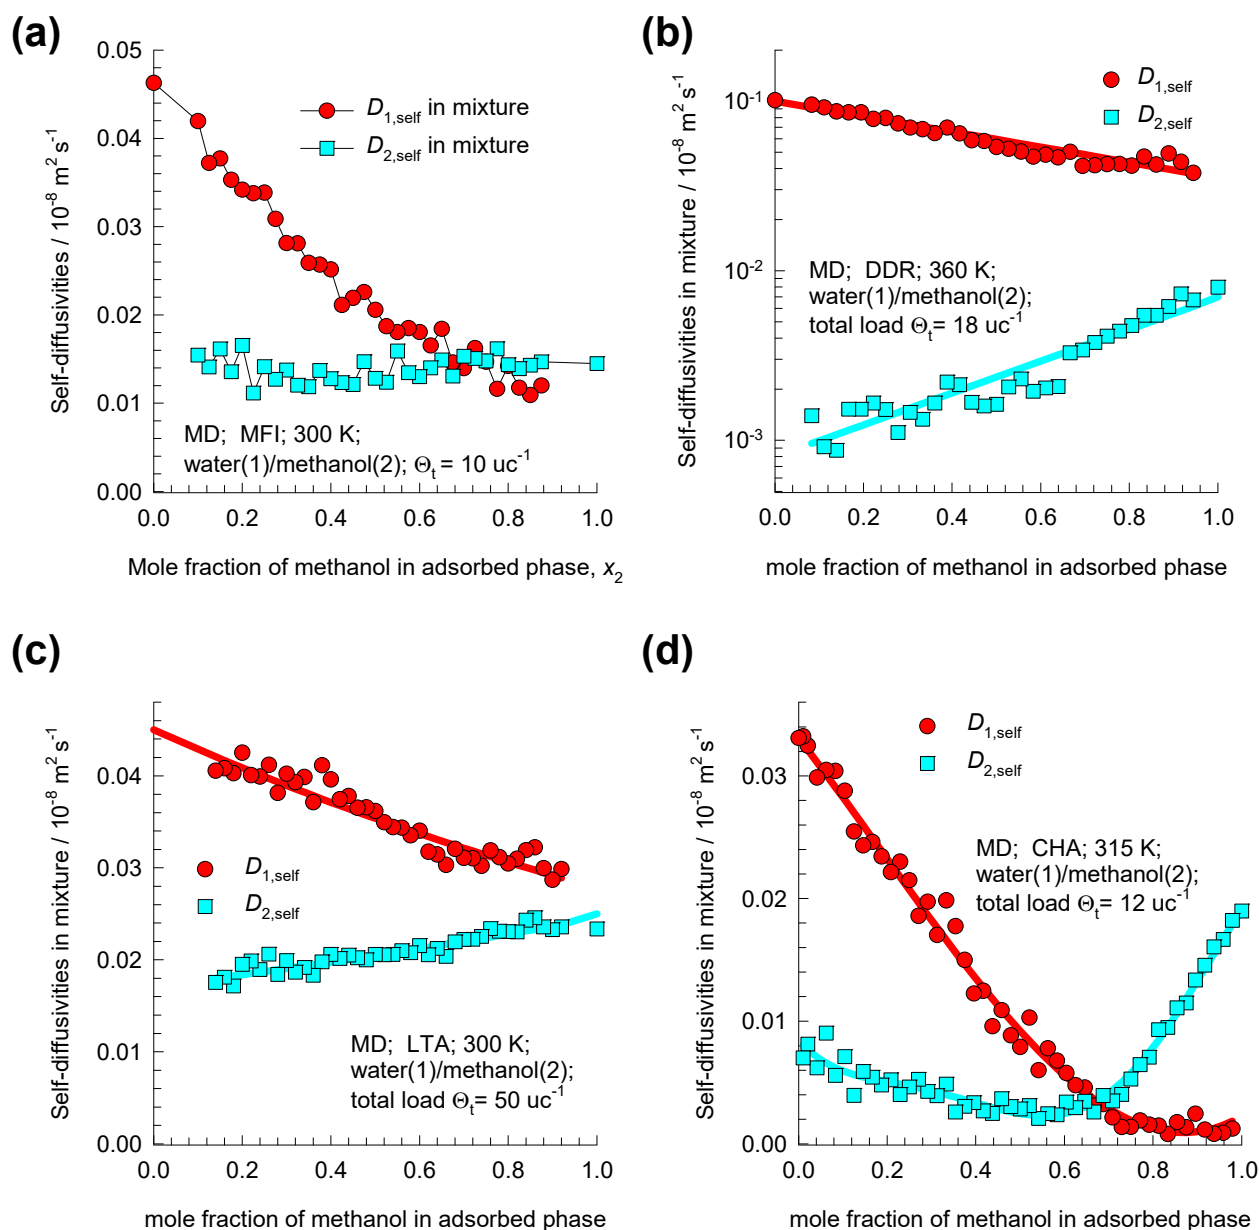 (a)
0.05
0.04
0.03
0.02
0.01
0.00
Self-diffusivities / 10⁻⁸ m² s⁻¹
D₁,self in mixture
D₂,self in mixture
MD; MFI; 300 K;
water(1)/methanol(2); Θt = 10 uc⁻¹
0.0 0.2 0.4 0.6 0.8 1.0
Mole fraction of methanol in adsorbed phase, x₂
(b)
10⁻¹
10⁻²
10⁻³
Self-diffusivities in mixture / 10⁻⁸ m² s⁻¹
D₁,self
D₂,self
MD; DDR; 360 K;
water(1)/methanol(2);
total load Θt = 18 uc⁻¹
0.0 0.2 0.4 0.6 0.8 1.0
mole fraction of methanol in adsorbed phase
(c)
0.04
0.03
0.02
0.01
0.00
Self-diffusivities in mixture / 10⁻⁸ m² s⁻¹
D₁,self
D₂,self
MD; LTA; 300 K;
water(1)/methanol(2);
total load Θt = 50 uc⁻¹
0.0 0.2 0.4 0.6 0.8 1.0
mole fraction of methanol in adsorbed phase
(d)
0.03
0.02
0.01
0.00
Self-diffusivities in mixture / 10⁻⁸ m² s⁻¹
D₁,self
D₂,self
MD; CHA; 315 K;
water(1)/methanol(2);
total load Θt = 12 uc⁻¹
0.0 0.2 0.4 0.6 0.8 1.0
mole fraction of methanol in adsorbed phase